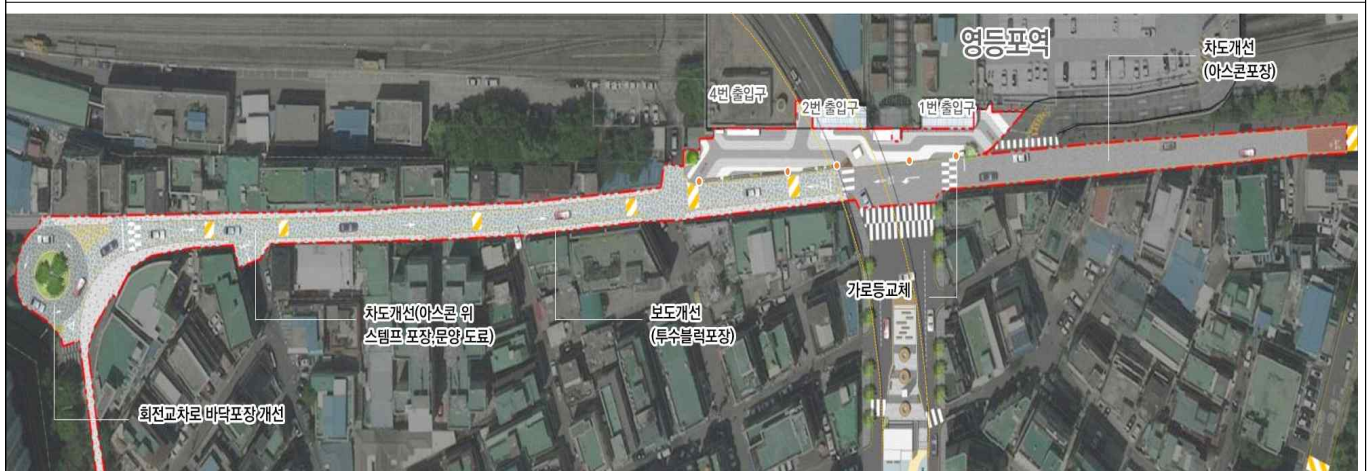 영등포역
차도개선
(아스콘포장)
4번 출입구
2번 출입구
1번 출입구
가로등교체
차도개선(아스콘 위
스템프 포장,문양 도료)
보도개선
(투수블럭포장)
회전교차로 바닥포장 개선